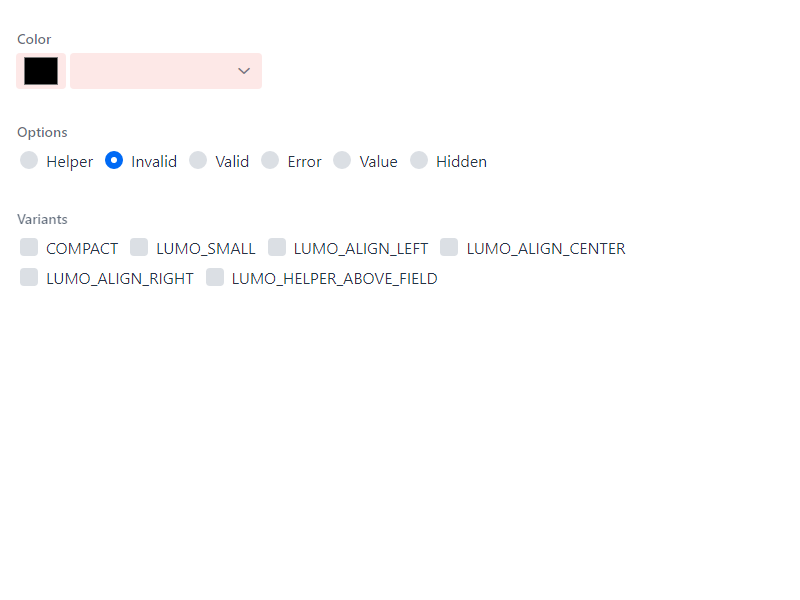 Color
Options
Helper Invalid Valid Error Value Hidden
Variants
COMPACT LUMO_SMALL LUMO_ALIGN_LEFT LUMO_ALIGN_CENTER
LUMO_ALIGN_RIGHT LUMO_HELPER_ABOVE_FIELD